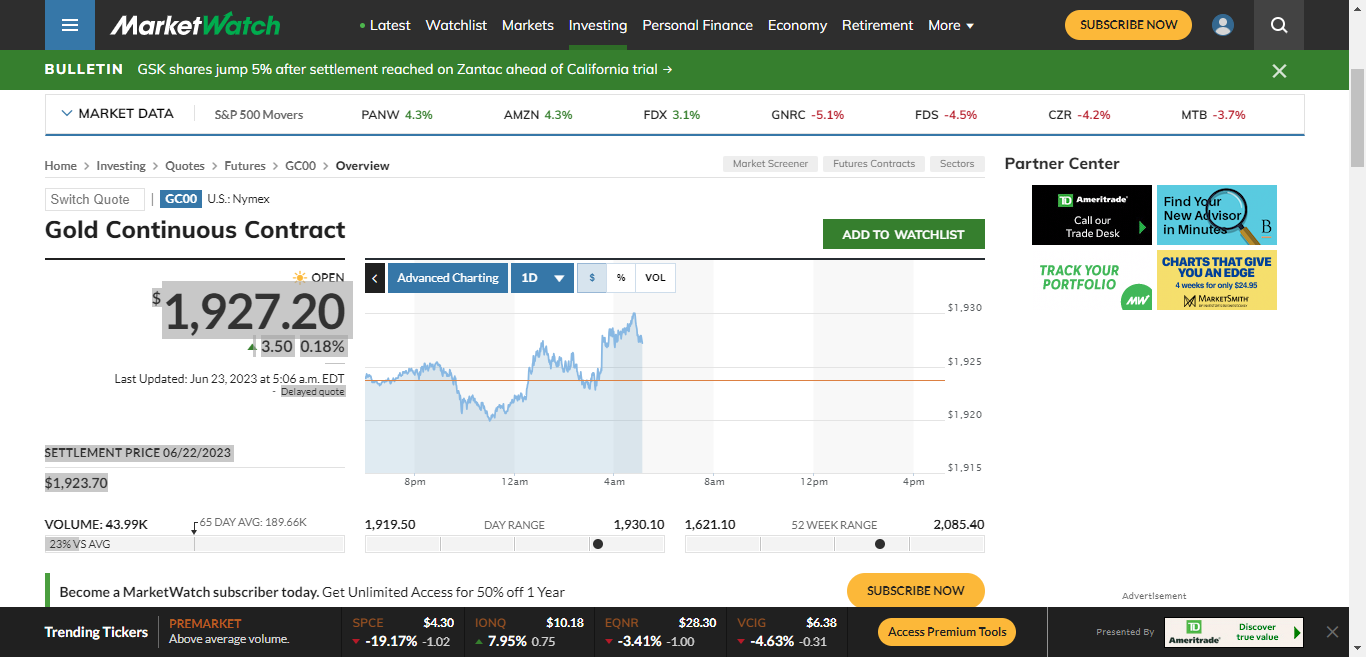 MarketWatch
Latest Watchlist Markets Investing Personal Finance Economy Retirement More
SUBSCRIBE NOW
BULLETIN GSK shares jump 5% after settlement reached on Zantac ahead of California trial →
MARKET DATA S&P 500 Movers PANW 4.3% AMZN 4.3% FDX 3.1% GNRC -5.1% FDS -4.5% CZR -4.2% MTB -3.7%
Home > Investing > Quotes > Futures > GC00 > Overview
Market Screener Futures Contracts Sectors
Partner Center
Switch Quote | GC00 U.S.: Nymex
Gold Continuous Contract
ADD TO WATCHLIST
OPEN
$1,927.20
3.50 0.18%
Last Updated: Jun 23, 2023 at 5:06 a.m. EDT
- Delayed quote
SETTLEMENT PRICE 06/22/2023
$1,923.70
VOLUME: 43.99K
65 DAY AVG: 189.66K
23% VS AVG
Advanced Charting 1D $ % VOL
$1,930
$1,925
$1,920
$1,915
8pm 12am 4am 8am 12pm 4pm
1,919.50 DAY RANGE 1,930.10
1,621.10 52 WEEK RANGE 2,085.40
TD Ameritrade
Call our
Trade Desk
Find Your
New Advisor
in Minutes
B
TRACK YOUR
PORTFOLIO
MW
CHARTS THAT GIVE
YOU AN EDGE
4 weeks for only $24.95
MARKETSMITH
Advertisement
Become a MarketWatch subscriber today. Get Unlimited Access for 50% off 1 Year
SUBSCRIBE NOW
Trending Tickers
PREMARKET
Above average volume.
SPCE $4.30
-19.17% -1.02
IONQ $10.18
7.95% 0.75
EQNR $28.30
-3.41% -1.00
VCIG $6.38
-4.63% -0.31
Access Premium Tools
Presented By
TD Ameritrade
Discover
true value